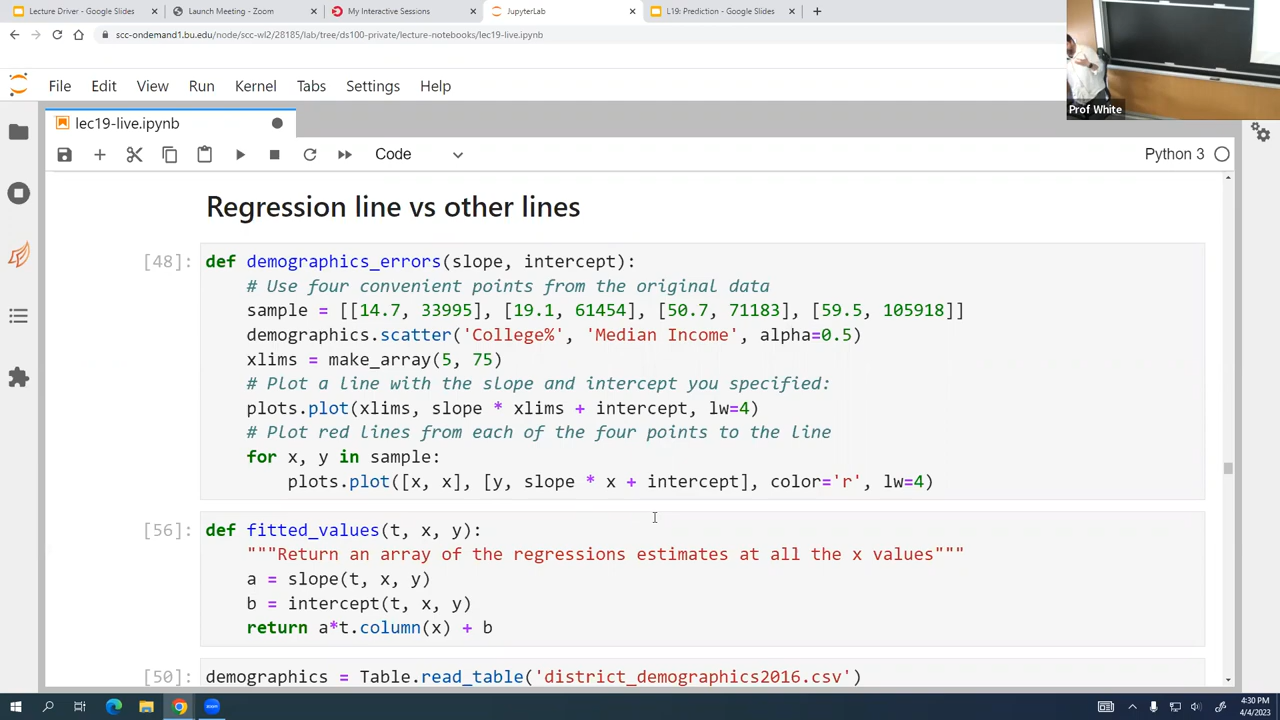 Lecture Driver - Google Slides
Launch Meeting - Zoom
My Interactive Sessions
JupyterLab
L19: Prediction - Google Slides
scc-ondemand1.bu.edu/node/scc-wl2/28185/lab/tree/ds100-private/lecture-notebooks/lec19-live.ipynb
Prof White
File Edit View Run Kernel Tabs Settings Help
lec19-live.ipynb
Code
Python 3
Regression line vs other lines
[48]:
def demographics_errors(slope, intercept):
# Use four convenient points from the original data
sample = [[14.7, 33995], [19.1, 61454], [50.7, 71183], [59.5, 105918]]
demographics.scatter('College%', 'Median Income', alpha=0.5)
xlims = make_array(5, 75)
# Plot a line with the slope and intercept you specified:
plots.plot(xlims, slope * xlims + intercept, lw=4)
# Plot red lines from each of the four points to the line
for x, y in sample:
plots.plot([x, x], [y, slope * x + intercept], color='r', lw=4)
[56]:
def fitted_values(t, x, y):
"""Return an array of the regressions estimates at all the x values"""
a = slope(t, x, y)
b = intercept(t, x, y)
return a*t.column(x) + b
[50]:
demographics = Table.read_table('district_demographics2016.csv')
4:30 PM
4/4/2023